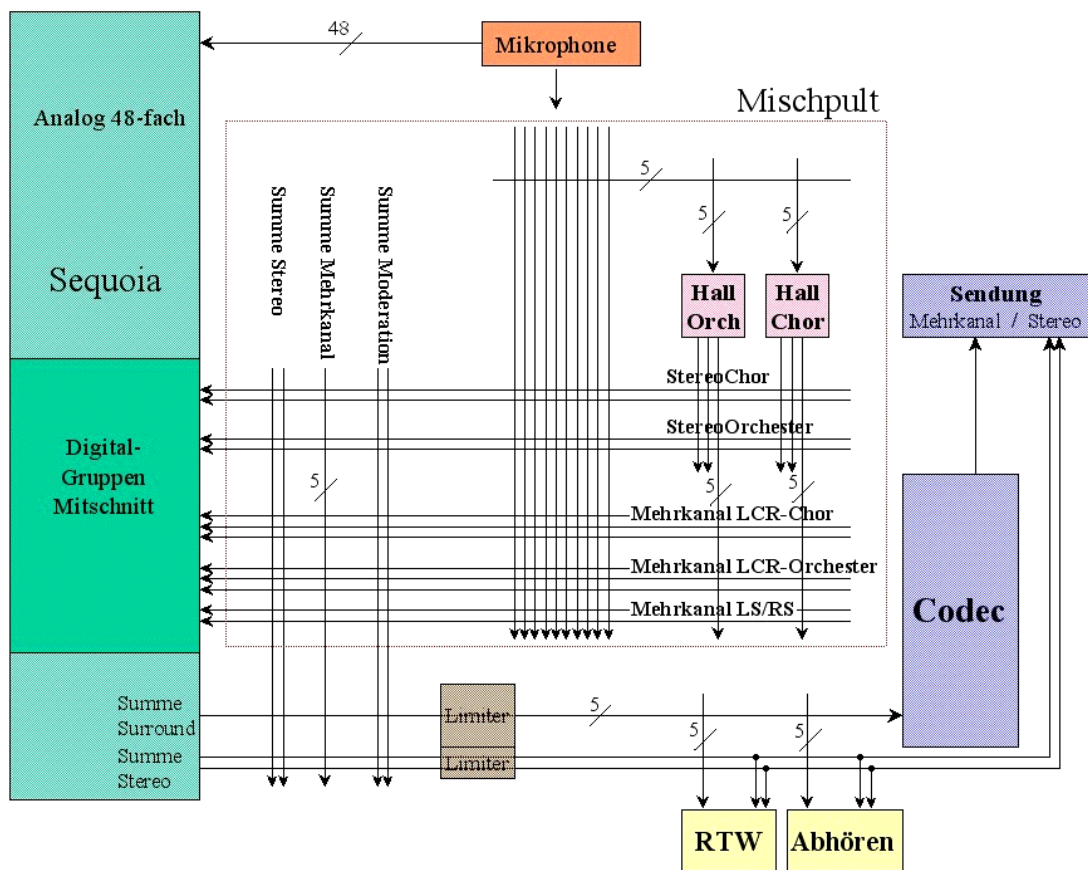 48
Mikrophone
Mischpult
Analog 48-fach
Sequoia
5
5
5
Summe Stereo
Summe Mehrkanal
Summe Moderation
Hall
Orch
Hall
Chor
Sendung
Mehrkanal / Stereo
StereoChor
StereoOrchester
Digital-
Gruppen
Mitschnitt
5
5
5
Mehrkanal LCR-Chor
Mehrkanal LCR-Orchester
Mehrkanal LS/RS
Codec
Summe
Surround
Summe
Stereo
Limiter
Limiter
5
5
5
RTW
Abhören